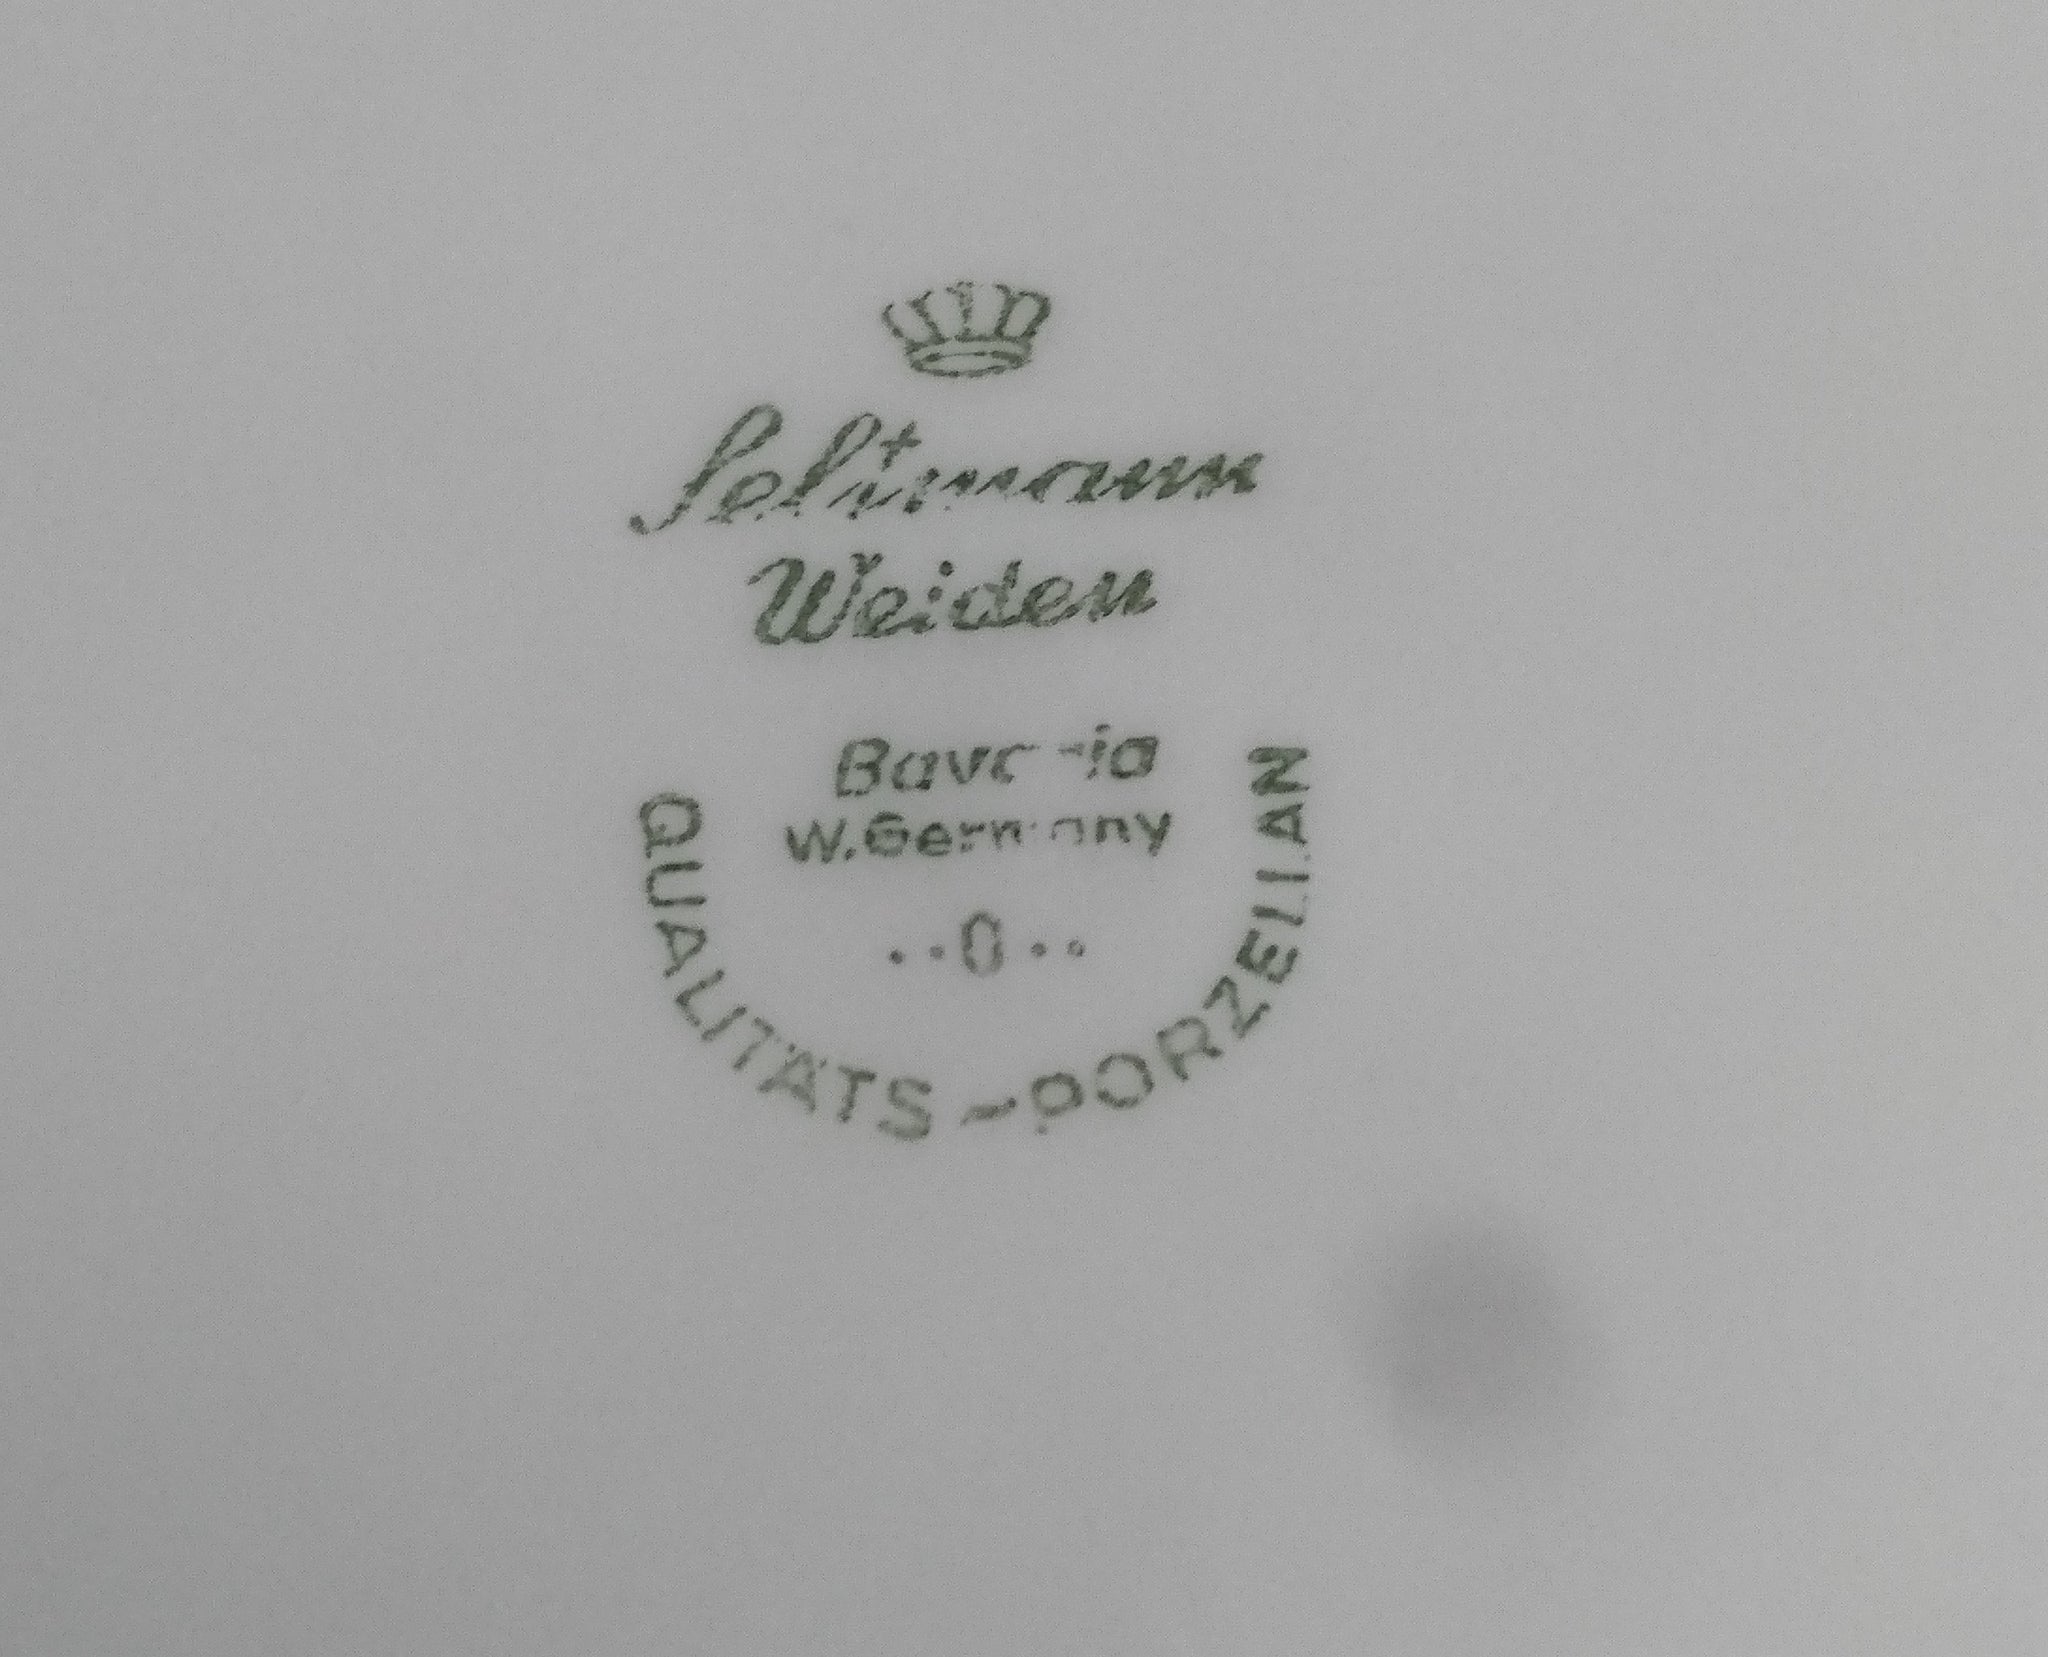 Seltmann
Weiden
Bavaria
W.Germany
..0..
QUALITÄTS-PORZELLAN